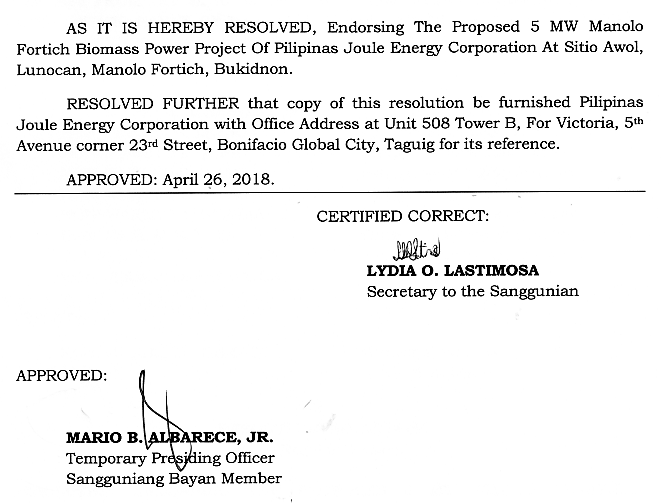 AS IT IS HEREBY RESOLVED, Endorsing The Proposed 5 MW Manolo
Fortich Biomass Power Project Of Pilipinas Joule Energy Corporation At Sitio Awol,
Lunocan, Manolo Fortich, Bukidnon.
RESOLVED FURTHER that copy of this resolution be furnished Pilipinas
Joule Energy Corporation with Office Address at Unit 508 Tower B, For Victoria, 5th
Avenue corner 23rd Street, Bonifacio Global City, Taguig for its reference.
APPROVED: April 26, 2018.
CERTIFIED CORRECT:
LYDIA O. LASTIMOSA
Secretary to the Sanggunian
APPROVED:
MARIO B. ALBARECE, JR.
Temporary Presiding Officer
Sangguniang Bayan Member